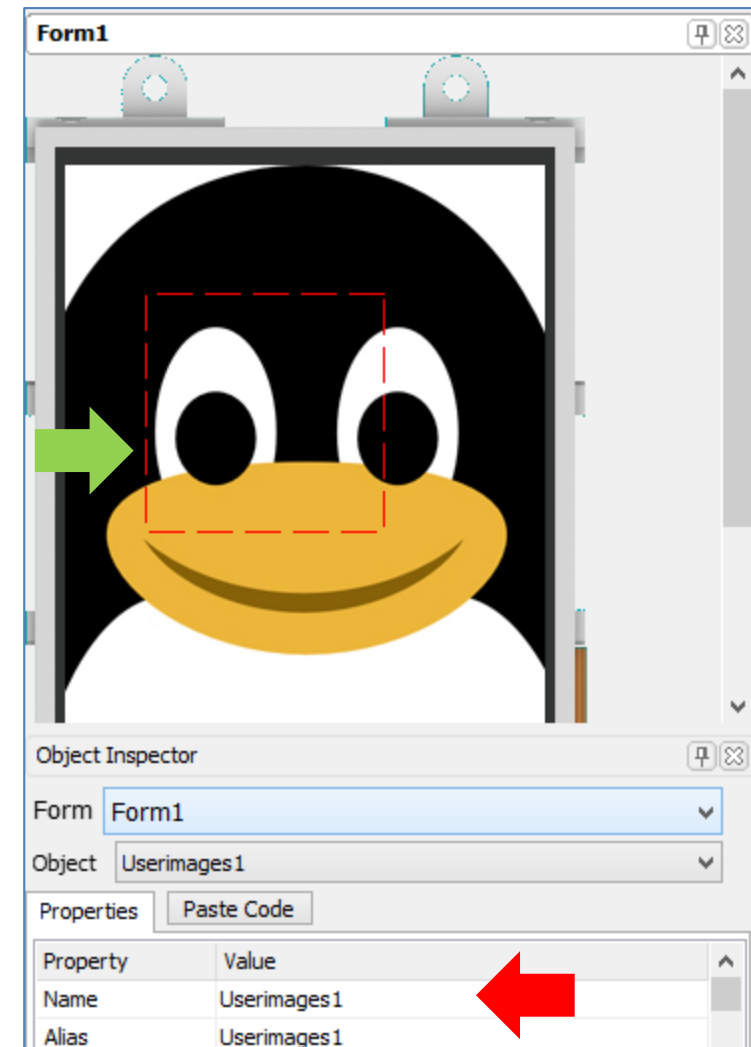 Form1
Object Inspector
Form Form1
Object Userimages1
Properties Paste Code
Property Value
Name Userimages1
Alias Userimages1